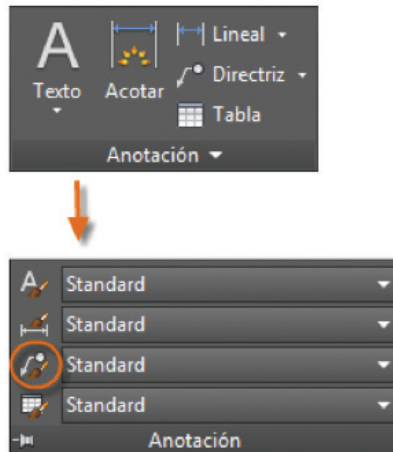 Lineal
Texto
Acotar
Directriz
Tabla
Anotación
Standard
Standard
Standard
Standard
Anotación